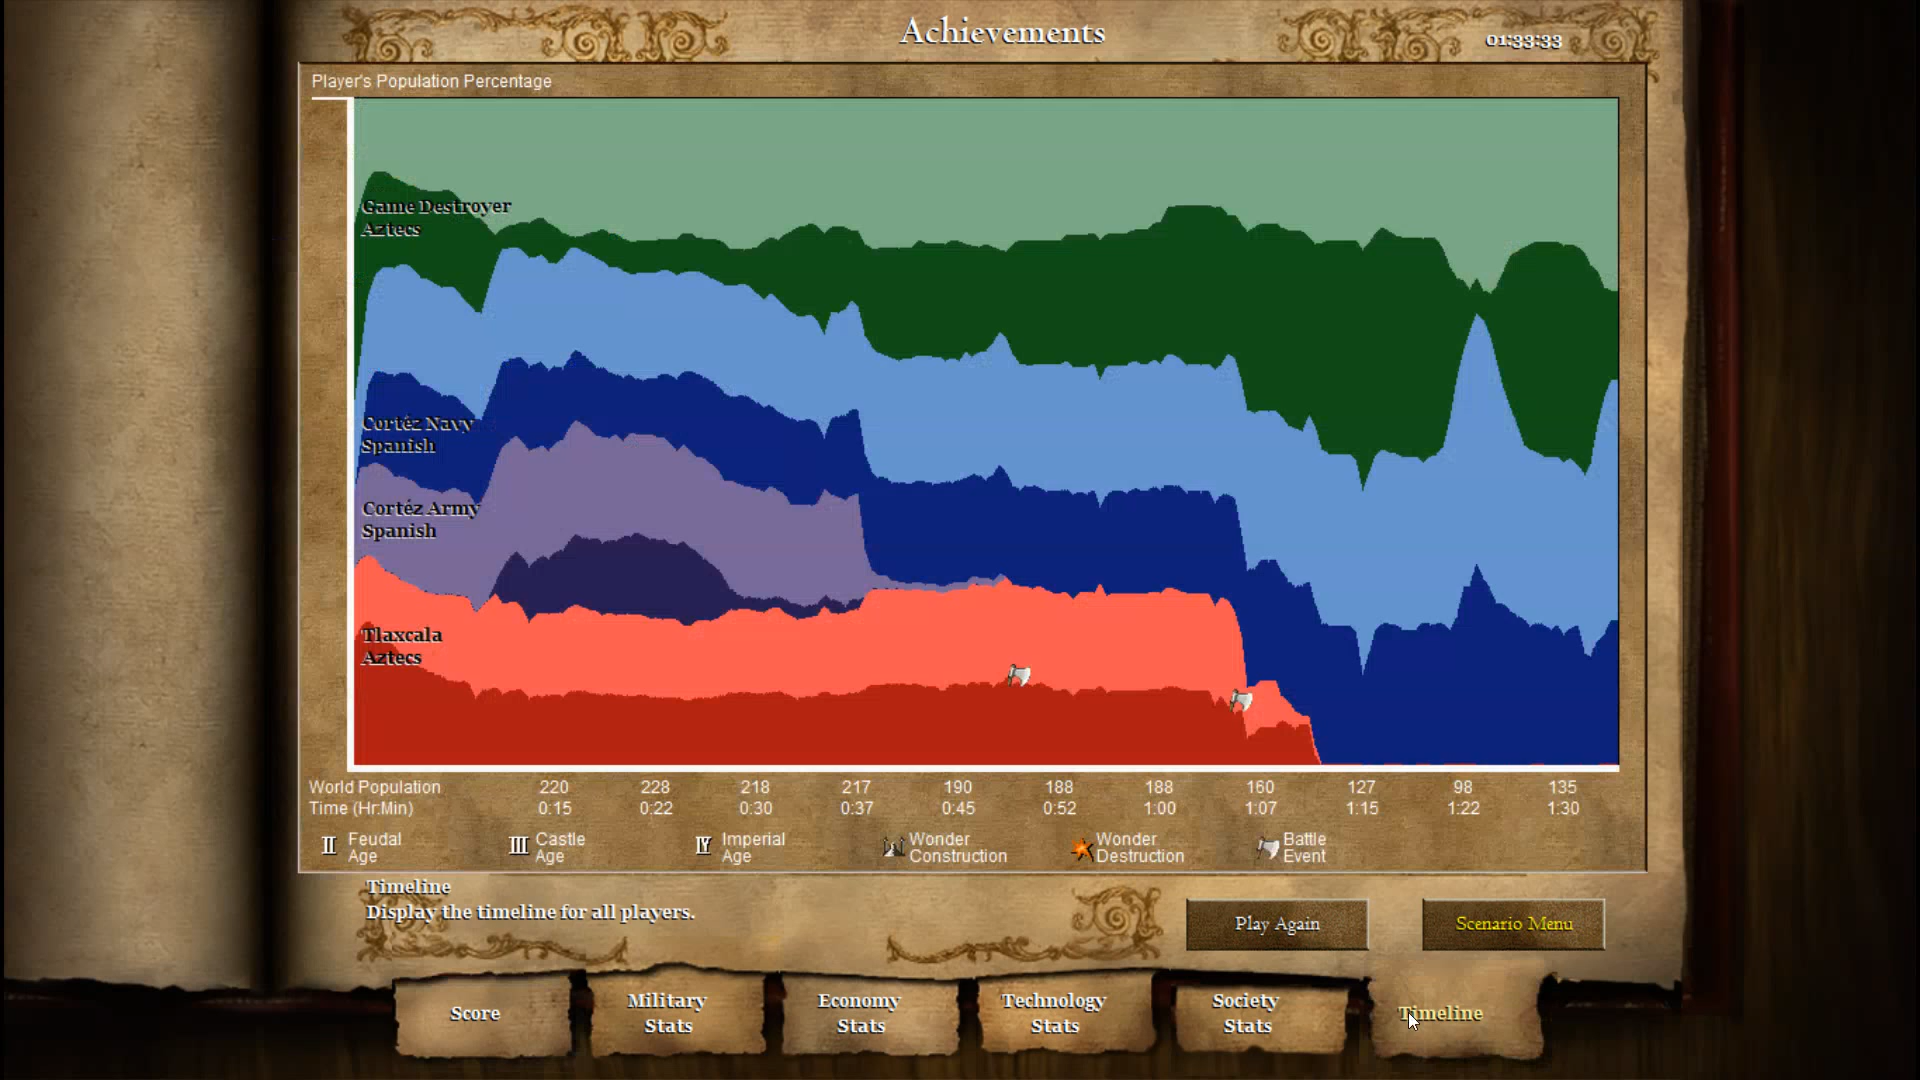 Achievements
01:33:33
Player's Population Percentage
Game Destroyer
Aztecs
Cortéz Navy
Spanish
Cortéz Army
Spanish
Tlaxcala
Aztecs
World Population 220 228 218 217 190 188 188 160 127 98 135
Time (Hr:Min) 0:15 0:22 0:30 0:37 0:45 0:52 1:00 1:07 1:15 1:22 1:30
II Feudal Age
III Castle Age
IV Imperial Age
Wonder Construction
Wonder Destruction
Battle Event
Timeline
Display the timeline for all players.
Play Again
Scenario Menu
Score
Military
Stats
Economy
Stats
Technology
Stats
Society
Stats
Timeline